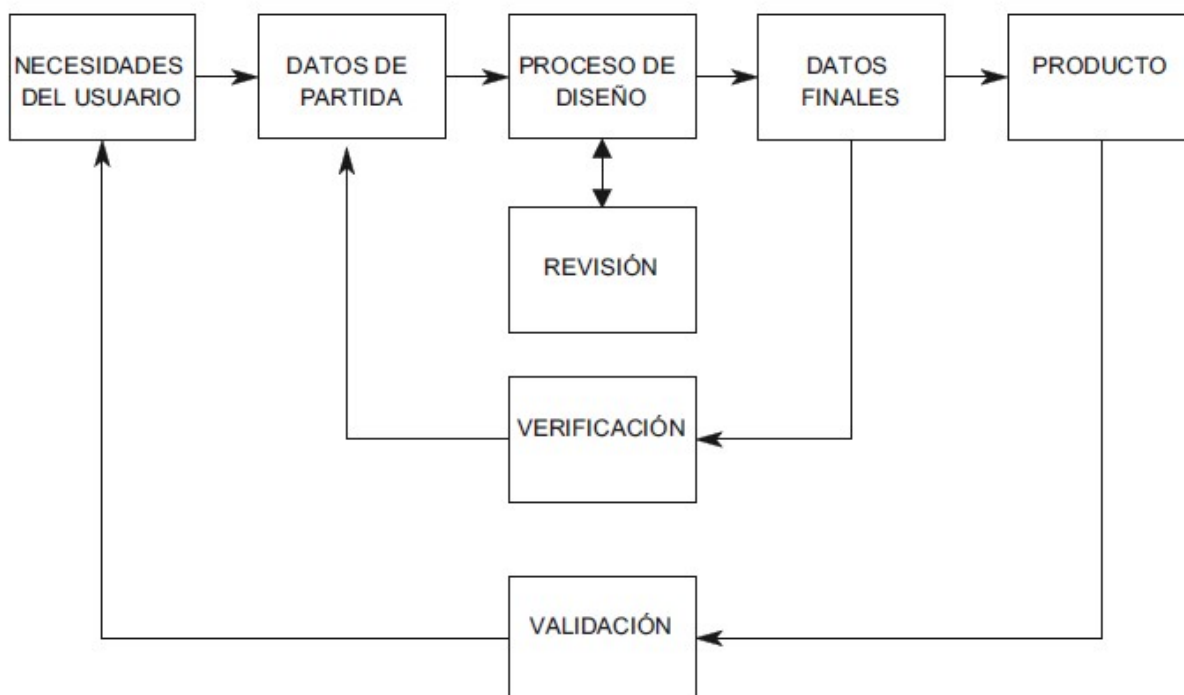 NECESIDADES
DEL USUARIO
DATOS DE
PARTIDA
PROCESO DE
DISEÑO
DATOS
FINALES
PRODUCTO
REVISIÓN
VERIFICACIÓN
VALIDACIÓN